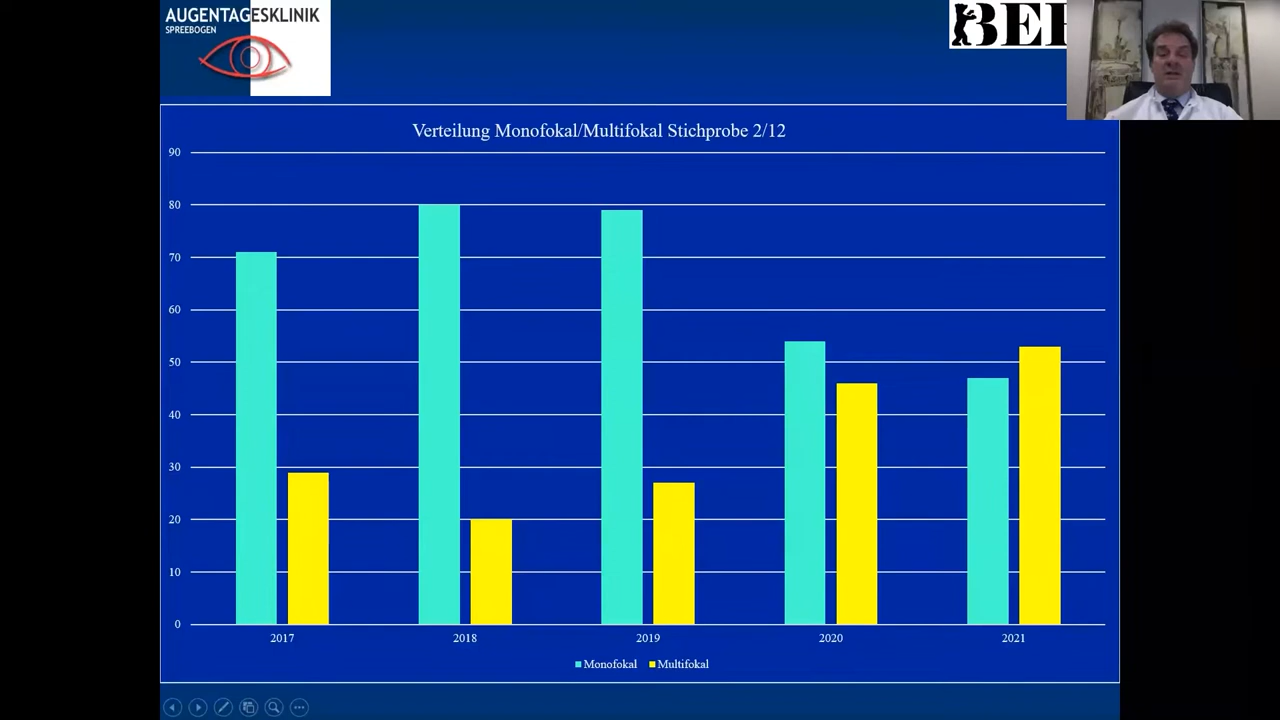 AUGENTAGESKLINIK
SPREEBOGEN
Verteilung Monofokal/Multifokal Stichprobe 2/12
90
80
70
60
50
40
30
20
10
0
2017 2018 2019 2020 2021
Monofokal Multifokal